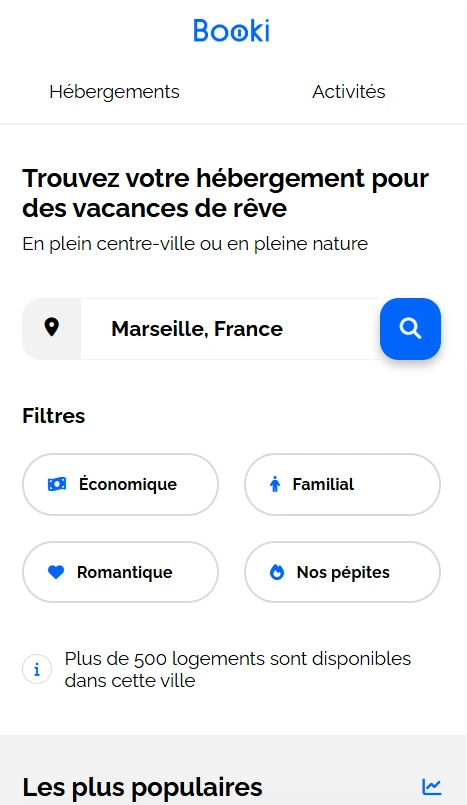 Booki
Hébergements
Activités
Trouvez votre hébergement pour
des vacances de rêve
En plein centre-ville ou en pleine nature
Marseille, France
Filtres
Économique
Familial
Romantique
Nos pépites
Plus de 500 logements sont disponibles
dans cette ville
Les plus populaires